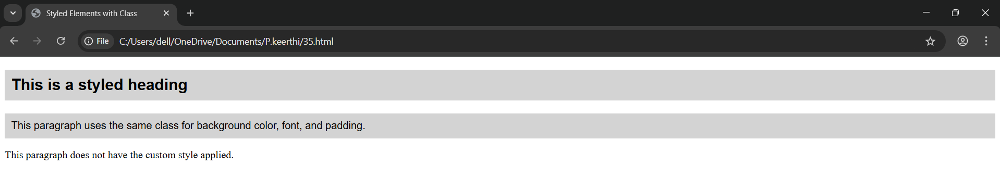 Styled Elements with Class
File C:/Users/dell/OneDrive/Documents/P.keerthi/35.html
This is a styled heading
This paragraph uses the same class for background color, font, and padding.
This paragraph does not have the custom style applied.